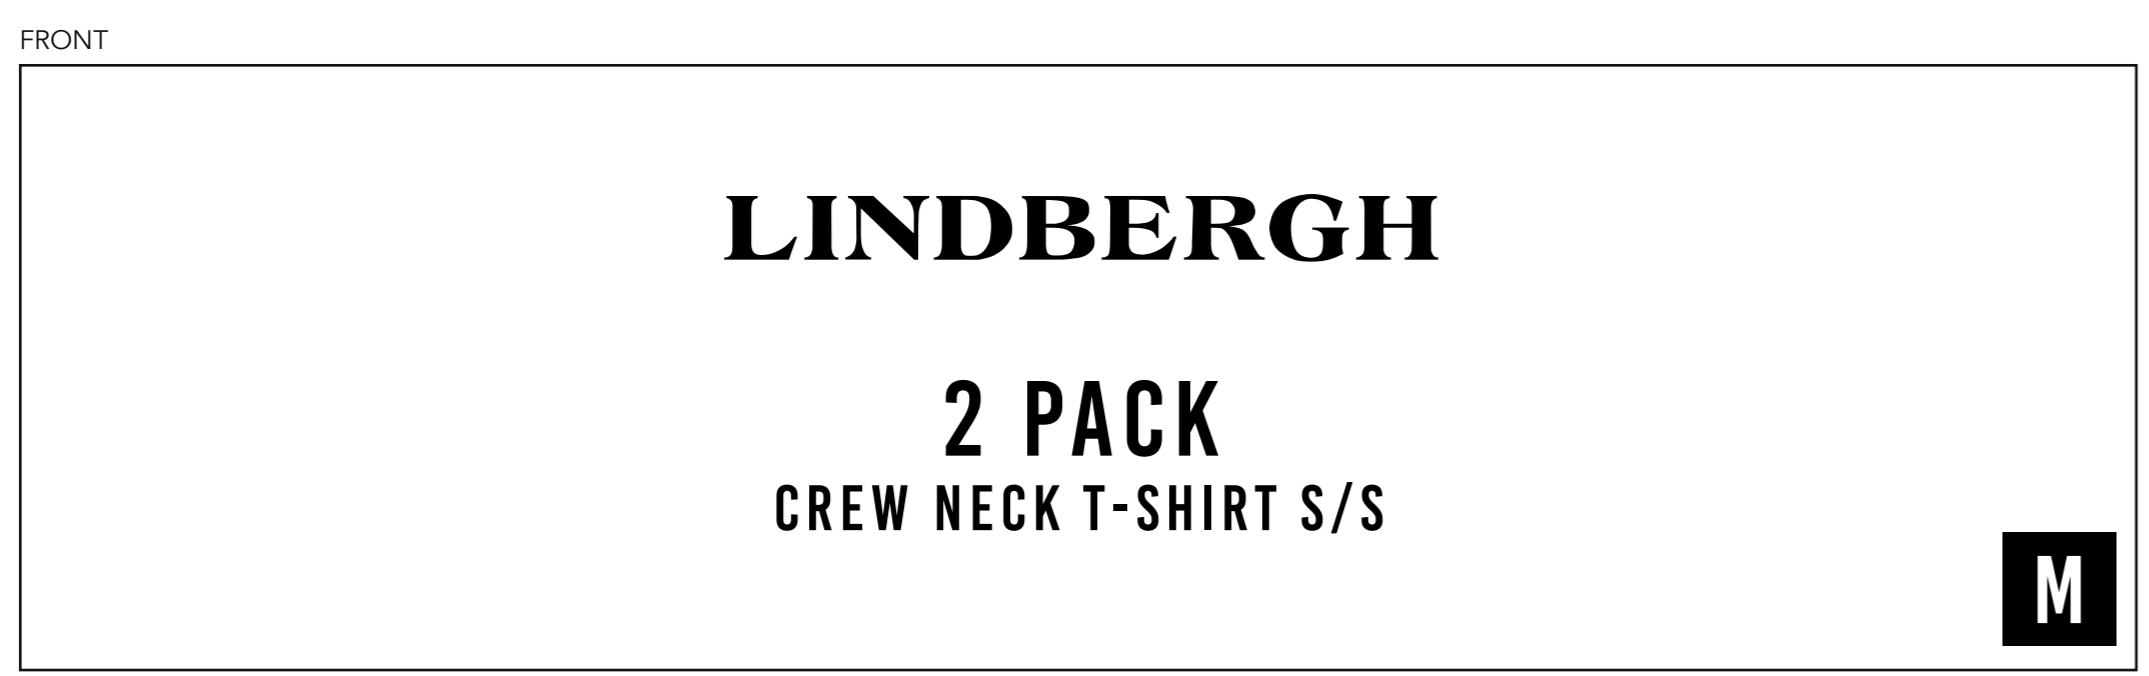 FRONT
LINDBERGH
2 PACK
CREW NECK T-SHIRT S/S
M